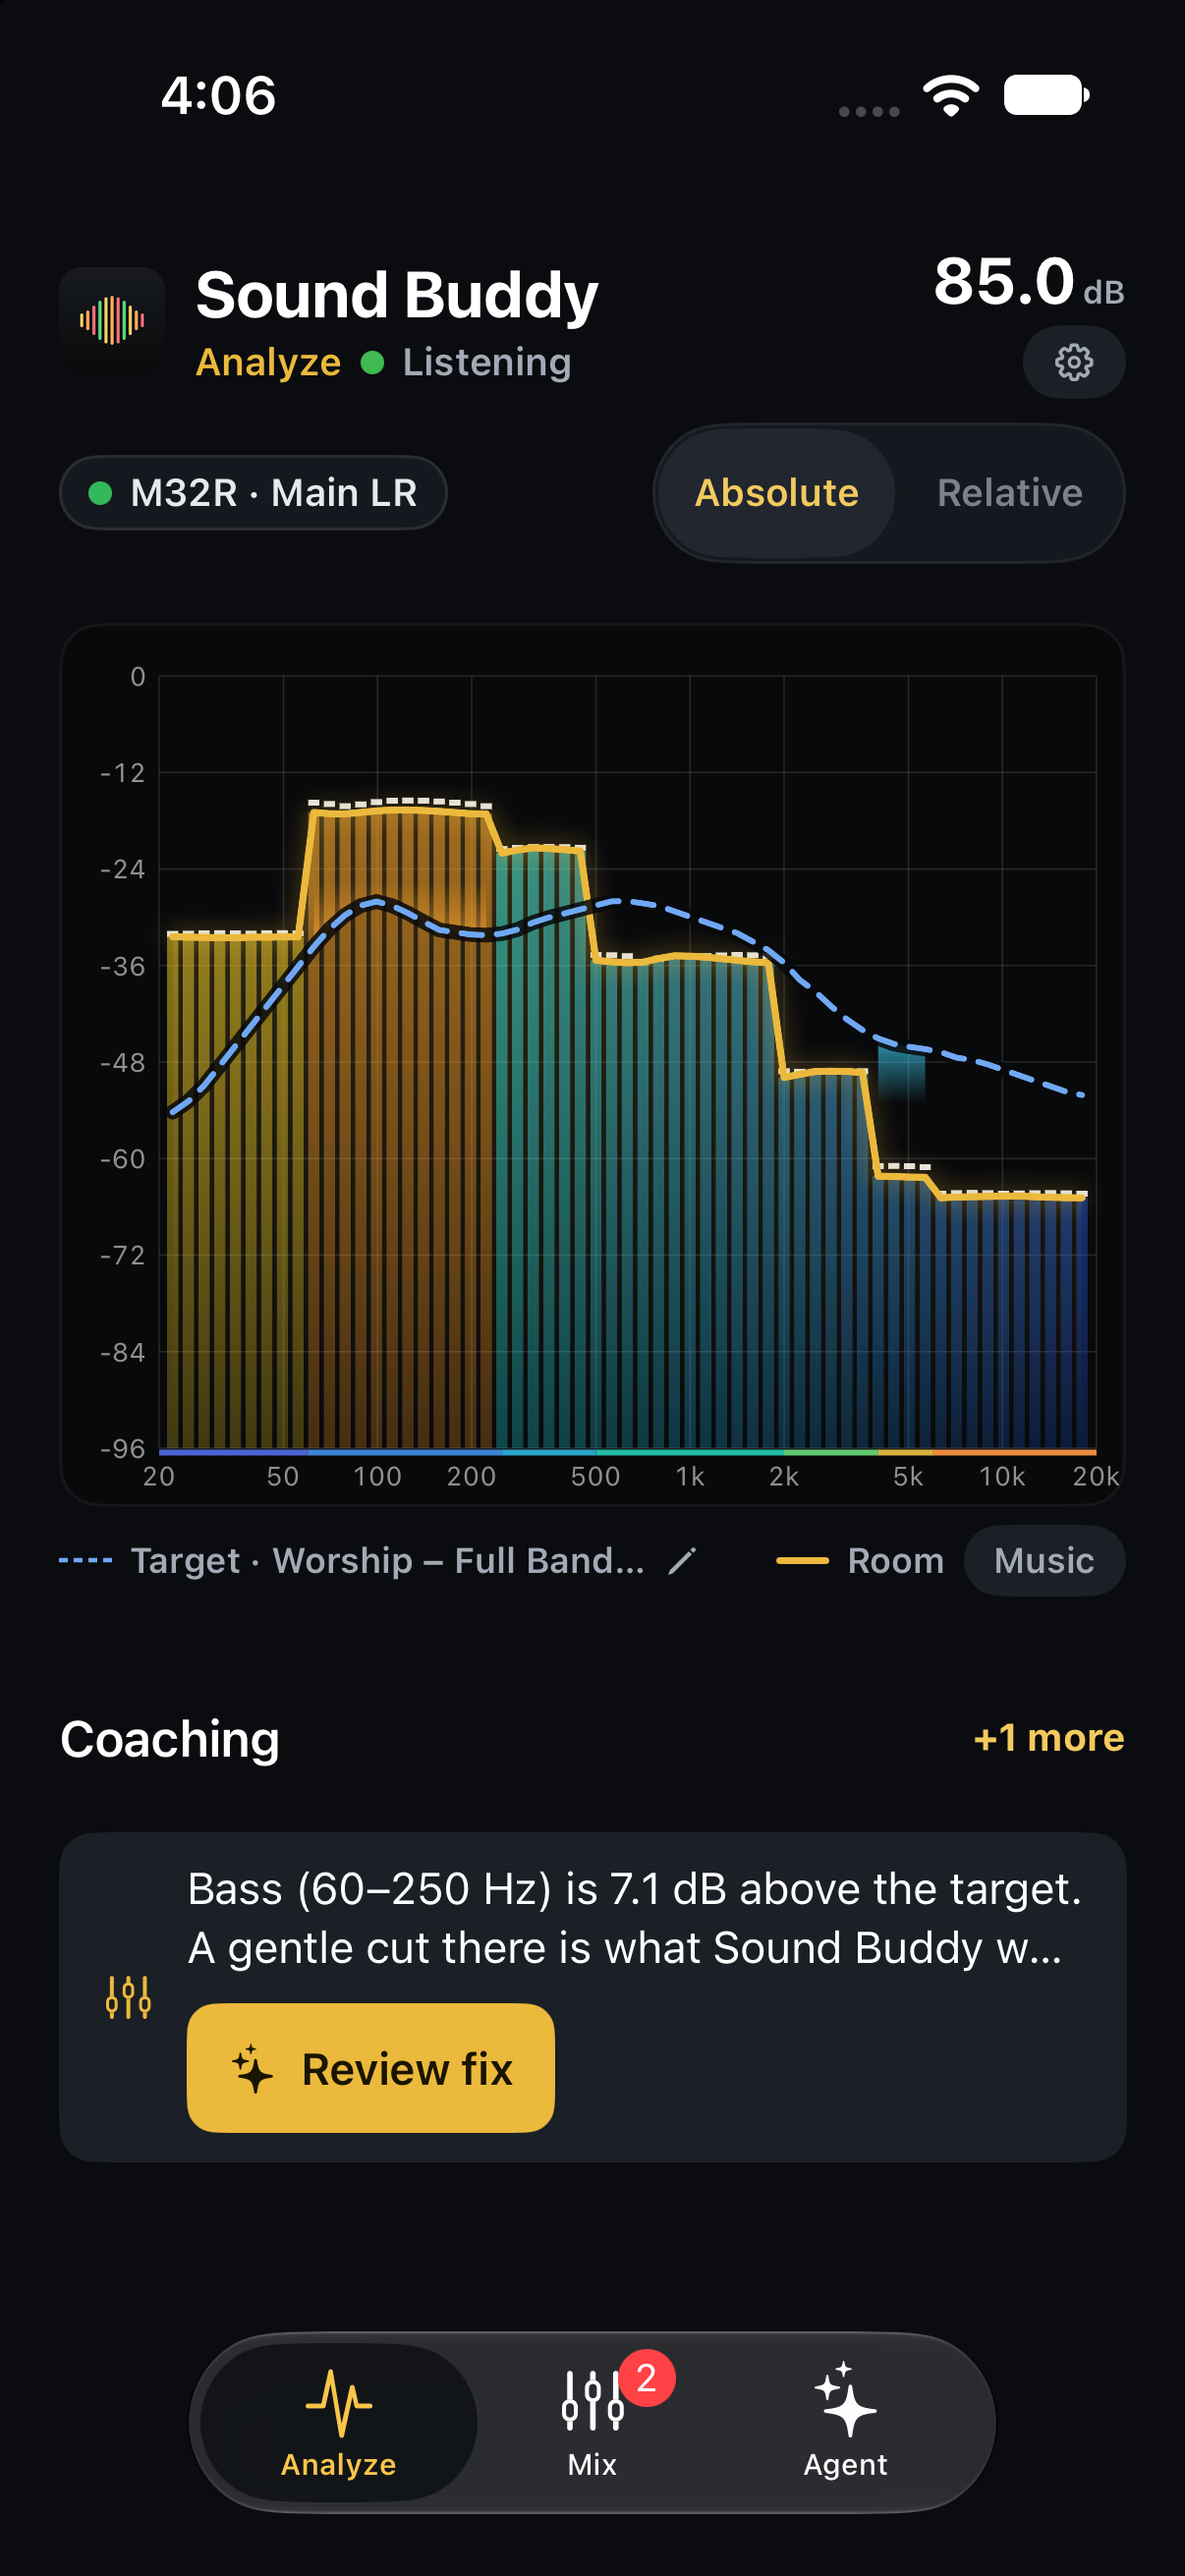 4:06
Sound Buddy
85.0 dB
Analyze Listening
M32R · Main LR
Absolute Relative
0
-12
-24
-36
-48
-60
-72
-84
-96
20 50 100 200 500 1k 2k 5k 10k 20k
Target · Worship – Full Band... Room Music
Coaching +1 more
Bass (60–250 Hz) is 7.1 dB above the target.
A gentle cut there is what Sound Buddy w...
Review fix
2
Analyze Mix Agent